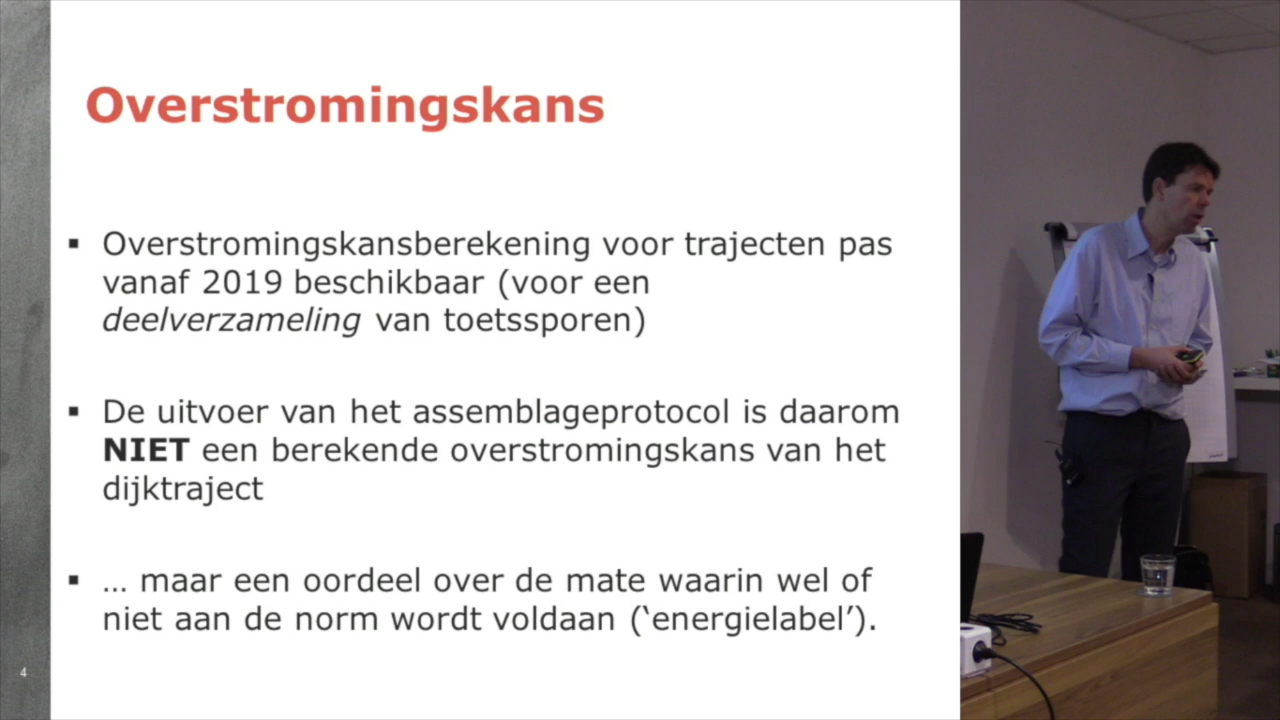 Overstromingskans
▪ Overstromingskansberekening voor trajecten pas
vanaf 2019 beschikbaar (voor een
deelverzameling van toetssporen)
▪ De uitvoer van het assemblageprotocol is daarom
NIET een berekende overstromingskans van het
dijktraject
▪ … maar een oordeel over de mate waarin wel of
niet aan de norm wordt voldaan (‘energielabel’).
4